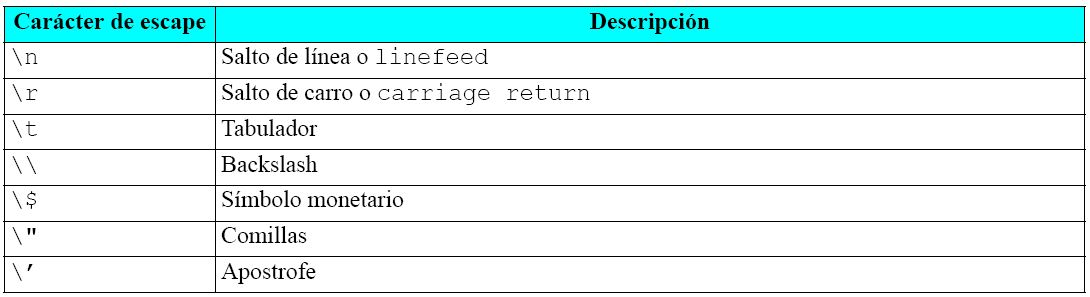 Carácter de escape Descripción
\n Salto de línea o linefeed
\r Salto de carro o carriage return
\t Tabulador
\\ Backslash
\$ Símbolo monetario
\" Comillas
\’ Apostrofe